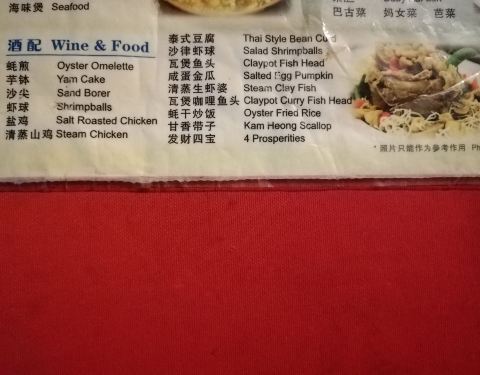 海味煲 Seafood
巴古菜 妈女菜 芭菜
酒配 Wine & Food
蚝煎 Oyster Omelette
芋钵 Yam Cake
沙尖 Sand Borer
虾球 Shrimpballs
盐鸡 Salt Roasted Chicken
清蒸山鸡 Steam Chicken
泰式豆腐 Thai Style Bean Curd
沙律虾球 Salad Shrimpballs
瓦煲鱼头 Claypot Fish Head
咸蛋金瓜 Salted Egg Pumpkin
清蒸生虾婆 Steam Clay Fish
瓦煲咖哩鱼头 Claypot Curry Fish Head
蚝干炒饭 Oyster Fried Rice
甘香带子 Kam Heong Scallop
发财四宝 4 Prosperities
* 照片只能作为参考作用 Ph